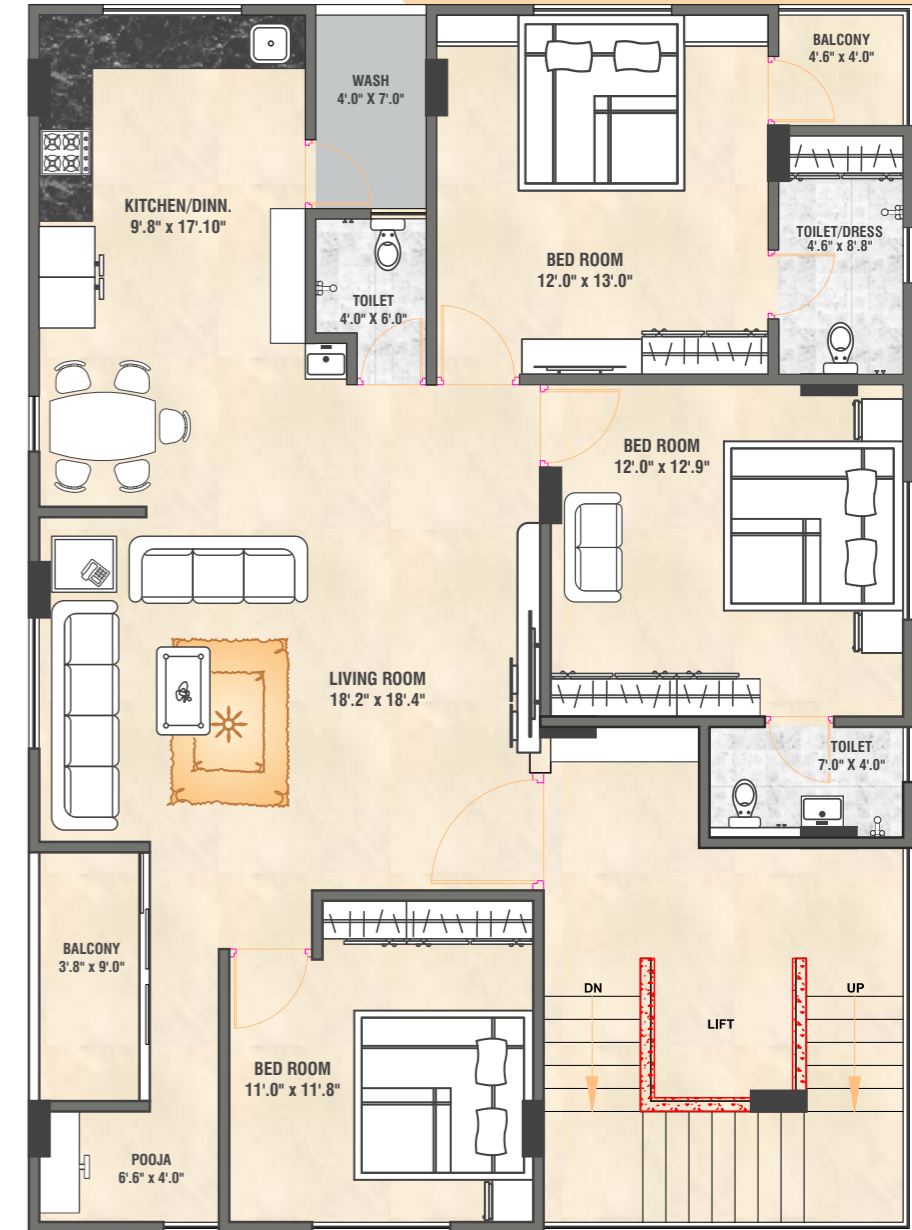 BALCONY
4'.6" x 4'.0"
WASH
4'.0" X 7'.0"
KITCHEN/DINN.
9'.8" x 17'.10"
TOILET/DRESS
4'.6" x 8'.8"
BED ROOM
12'.0" x 13'.0"
TOILET
4'.0" X 6'.0"
BED ROOM
12'.0" x 12'.9"
LIVING ROOM
18'.2" x 18'.4"
TOILET
7'.0" X 4'.0"
BALCONY
3'.8" x 9'.0"
DN
UP
LIFT
BED ROOM
11'.0" x 11'.8"
POOJA
6'.6" x 4'.0"